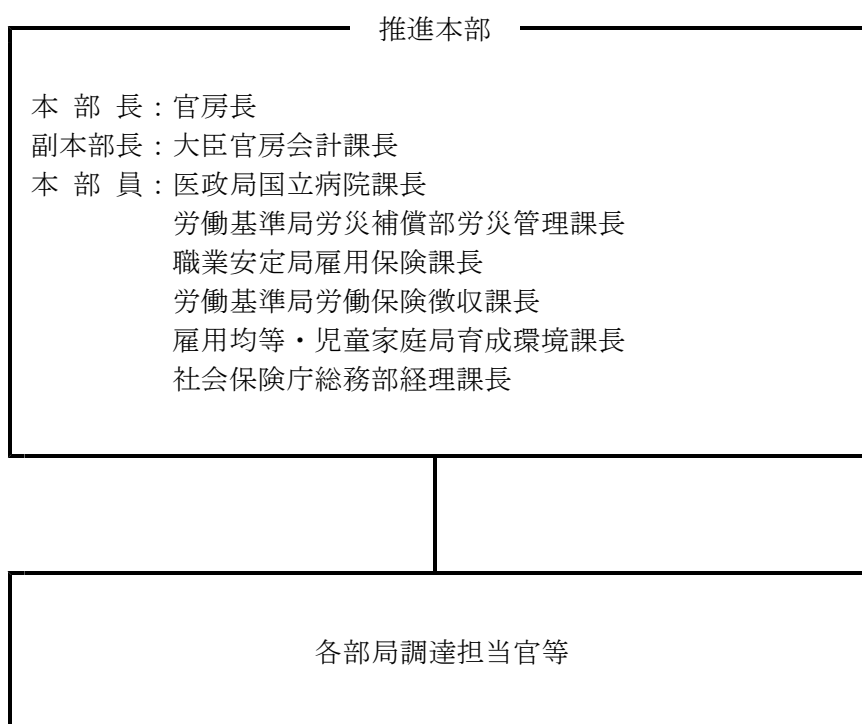 推進本部
本 部 長：官房長
副本部長：大臣官房会計課長
本 部 員：医政局国立病院課長
労働基準局労災補償部労災管理課長
職業安定局雇用保険課長
労働基準局労働保険徴収課長
雇用均等・児童家庭局育成環境課長
社会保険庁総務部経理課長
各部局調達担当官等